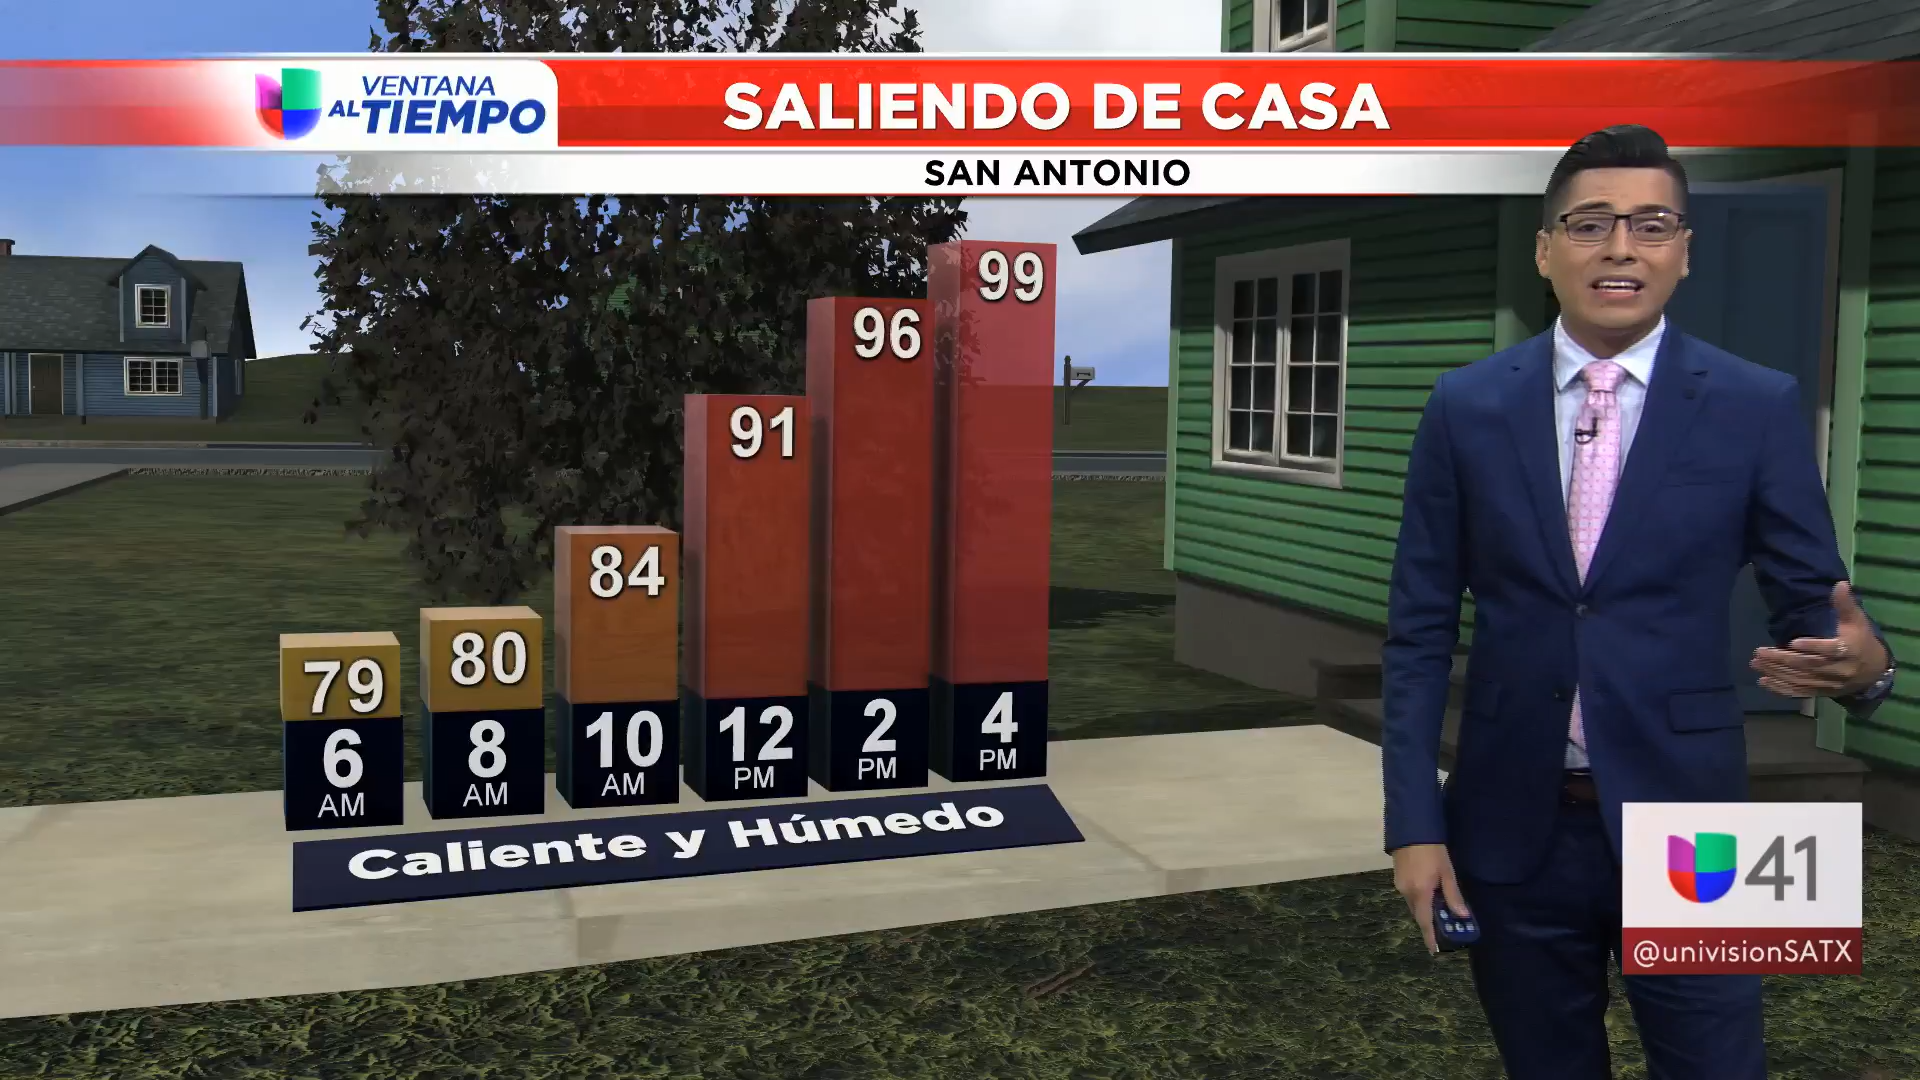 VENTANA
AL TIEMPO
SALIENDO DE CASA
SAN ANTONIO
79
80
84
91
96
99
6
AM
8
AM
10
AM
12
PM
2
PM
4
PM
Caliente y Húmedo
41
@univisionSATX